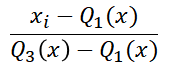 xᵢ − Q₁(x)
Q₃(x) − Q₁(x)